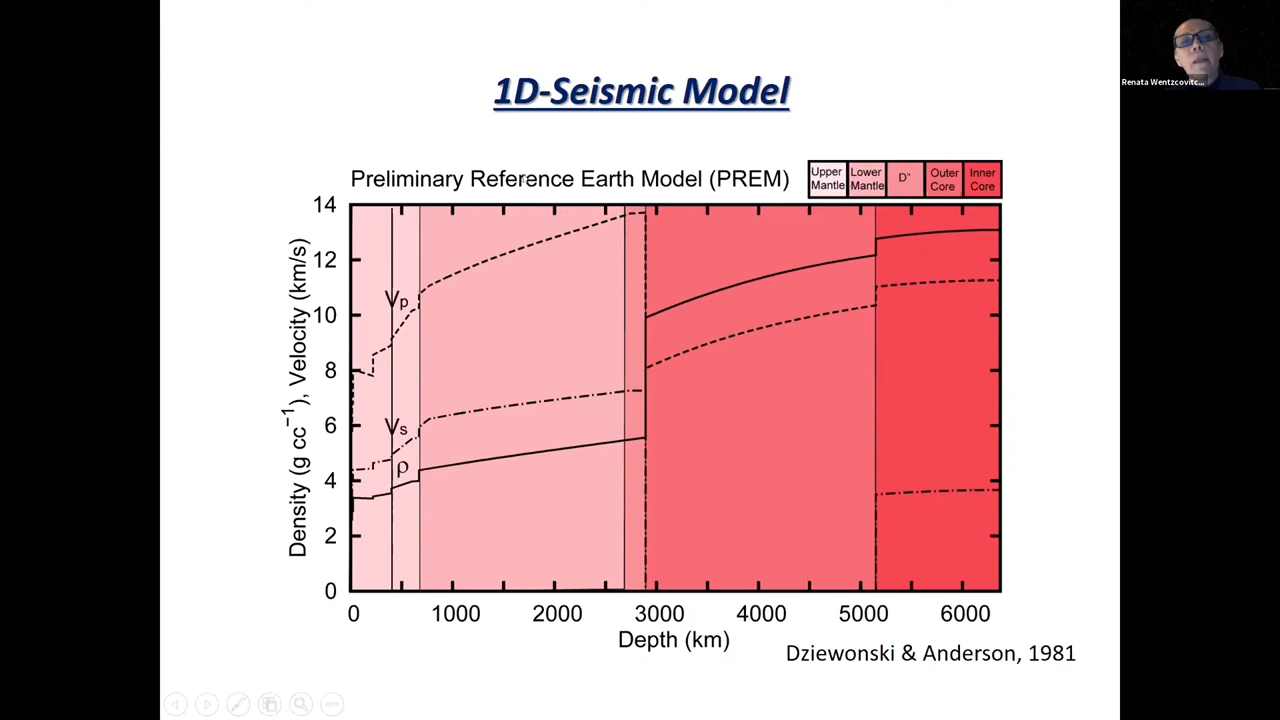 1D-Seismic Model
Renata Wentzcovitc...
Preliminary Reference Earth Model (PREM)
Upper Mantle
Lower Mantle
D"
Outer Core
Inner Core
Density (g cc⁻¹), Velocity (km/s)
14
12
10
8
6
4
2
0
Vp
Vs
ρ
0 1000 2000 3000 4000 5000 6000
Depth (km)
Dziewonski & Anderson, 1981